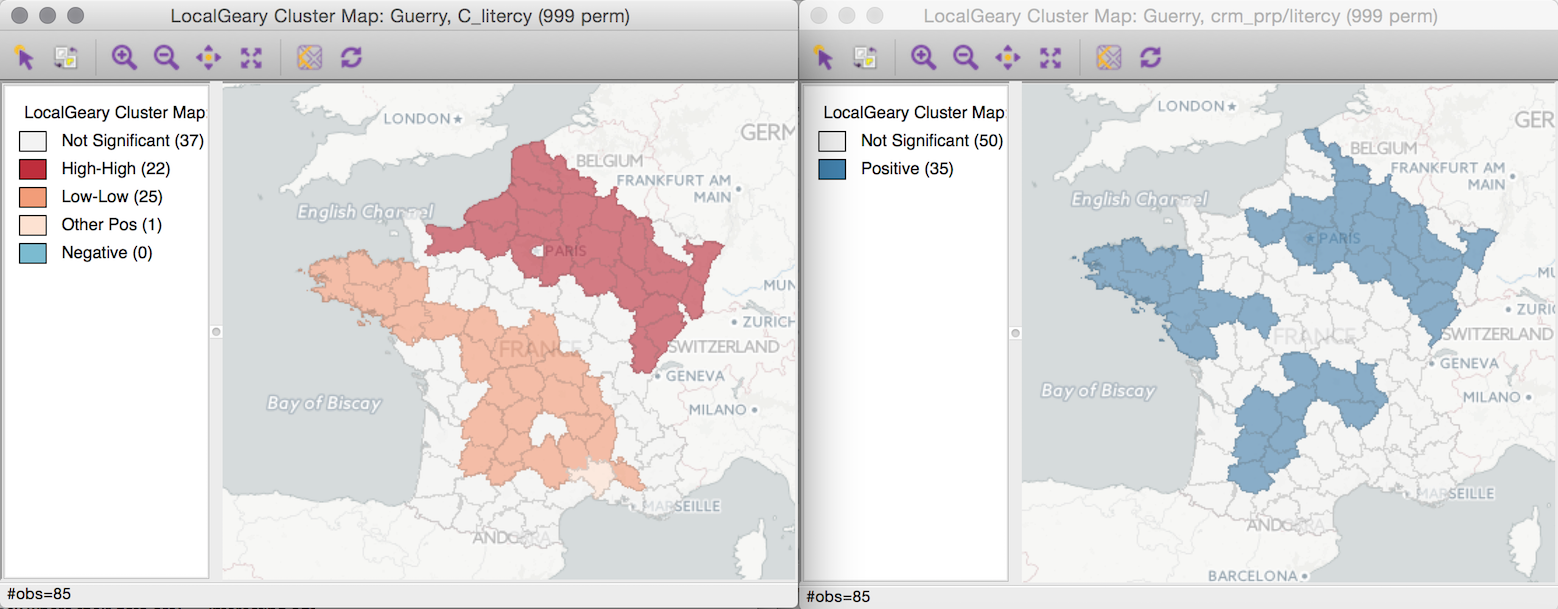 LocalGeary Cluster Map: Guerry, C_litercy (999 perm)
LocalGeary Cluster Map
Not Significant (37)
High-High (22)
Low-Low (25)
Other Pos (1)
Negative (0)
LONDON
GERM
BELGIUM
FRANKFURT AM
MAIN
English Channel
PARIS
MUN
ZURICH
FRANCE
SWITZERLAND
GENEVA
Bay of Biscay
MILANO
MARSEILLE
ANDORRA
#obs=85
LocalGeary Cluster Map: Guerry, crm_prp/litercy (999 perm)
LocalGeary Cluster Map
Not Significant (50)
Positive (35)
LONDON
GER
BELGIUM
FRANKFURT AM
MAIN
English Channel
PARIS
MU
ZURIC
FRANCE
SWITZERLAND
GENEVA
Bay of Biscay
MILANO
MARSEILLE
ANDORRA
BARCELONA
#obs=85